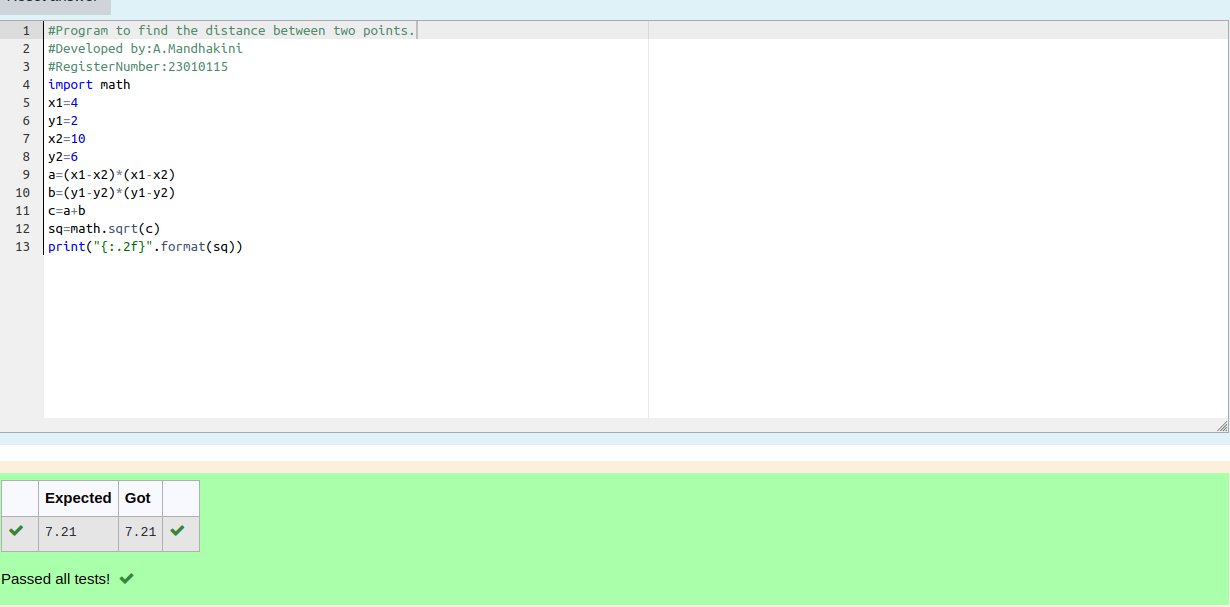 Reset answer
1 #Program to find the distance between two points.
2 #Developed by:A.Mandhakini
3 #RegisterNumber:23010115
4 import math
5 x1=4
6 y1=2
7 x2=10
8 y2=6
9 a=(x1-x2)*(x1-x2)
10 b=(y1-y2)*(y1-y2)
11 c=a+b
12 sq=math.sqrt(c)
13 print("{:.2f}".format(sq))
Expected Got
7.21 7.21
Passed all tests!